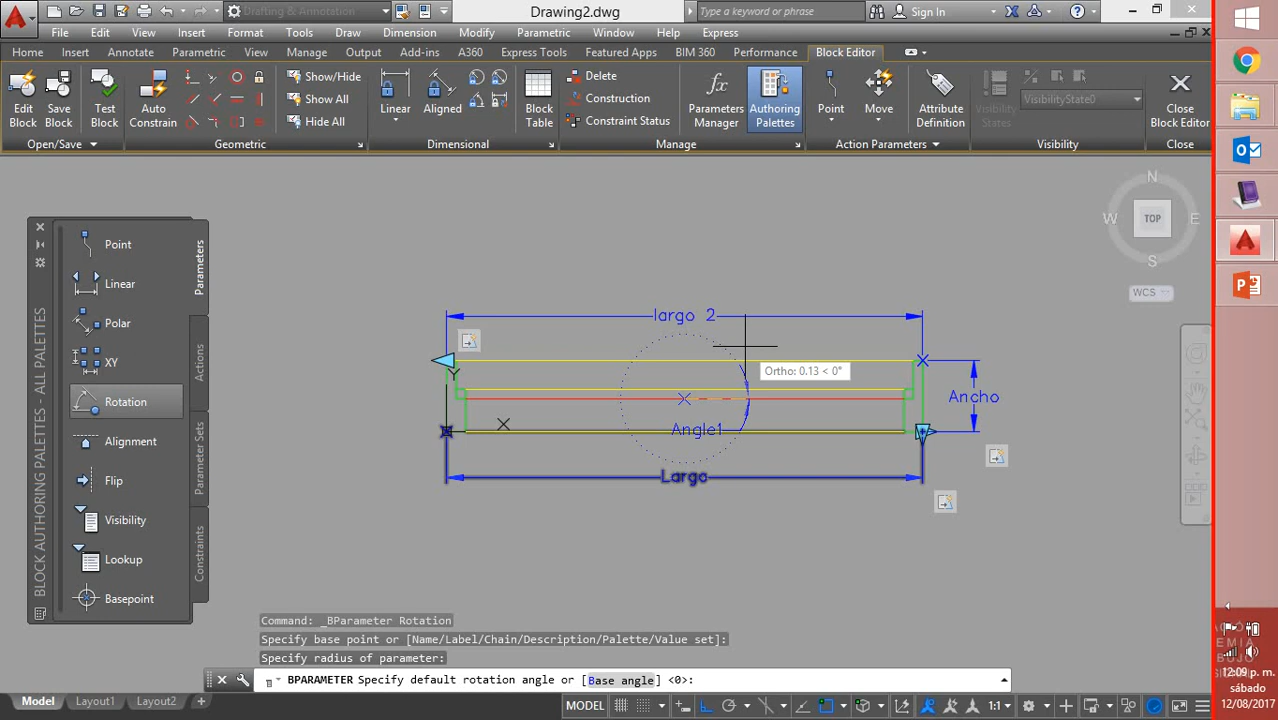 Drafting & Annotation
Drawing2.dwg
Type a keyword or phrase
Sign In
File Edit View Insert Format Tools Draw Dimension Modify Parametric Window Help Express
Home Insert Annotate Parametric View Manage Output Add-ins A360 Express Tools Featured Apps BIM 360 Performance Block Editor
Edit Block
Save Block
Test Block
Open/Save
Auto Constrain
Show/Hide
Show All
Hide All
Geometric
Linear
Aligned
Dimensional
Block Table
Delete
Construction
Constraint Status
Parameters Manager
Authoring Palettes
Manage
Point
Move
Action Parameters
Attribute Definition
Visibility States
VisibilityState0
Visibility
Close Block Editor
Close
Point
Linear
Polar
XY
Rotation
Alignment
Flip
Visibility
Lookup
Basepoint
Parameters
Actions
Parameter Sets
Constraints
BLOCK AUTHORING PALETTES - ALL PALETTES
N
W TOP E
S
WCS
largo 2
Ortho: 0.13 < 0°
Y
X
Ancho
Angle1
Largo
Command: _BParameter Rotation
Specify base point or [Name/Label/Chain/Description/Palette/Value set]:
Specify radius of parameter:
BPARAMETER Specify default rotation angle or [Base angle] <0>:
Model Layout1 Layout2 +
MODEL
1:1
12:09 p. m.
sábado
12/08/2017